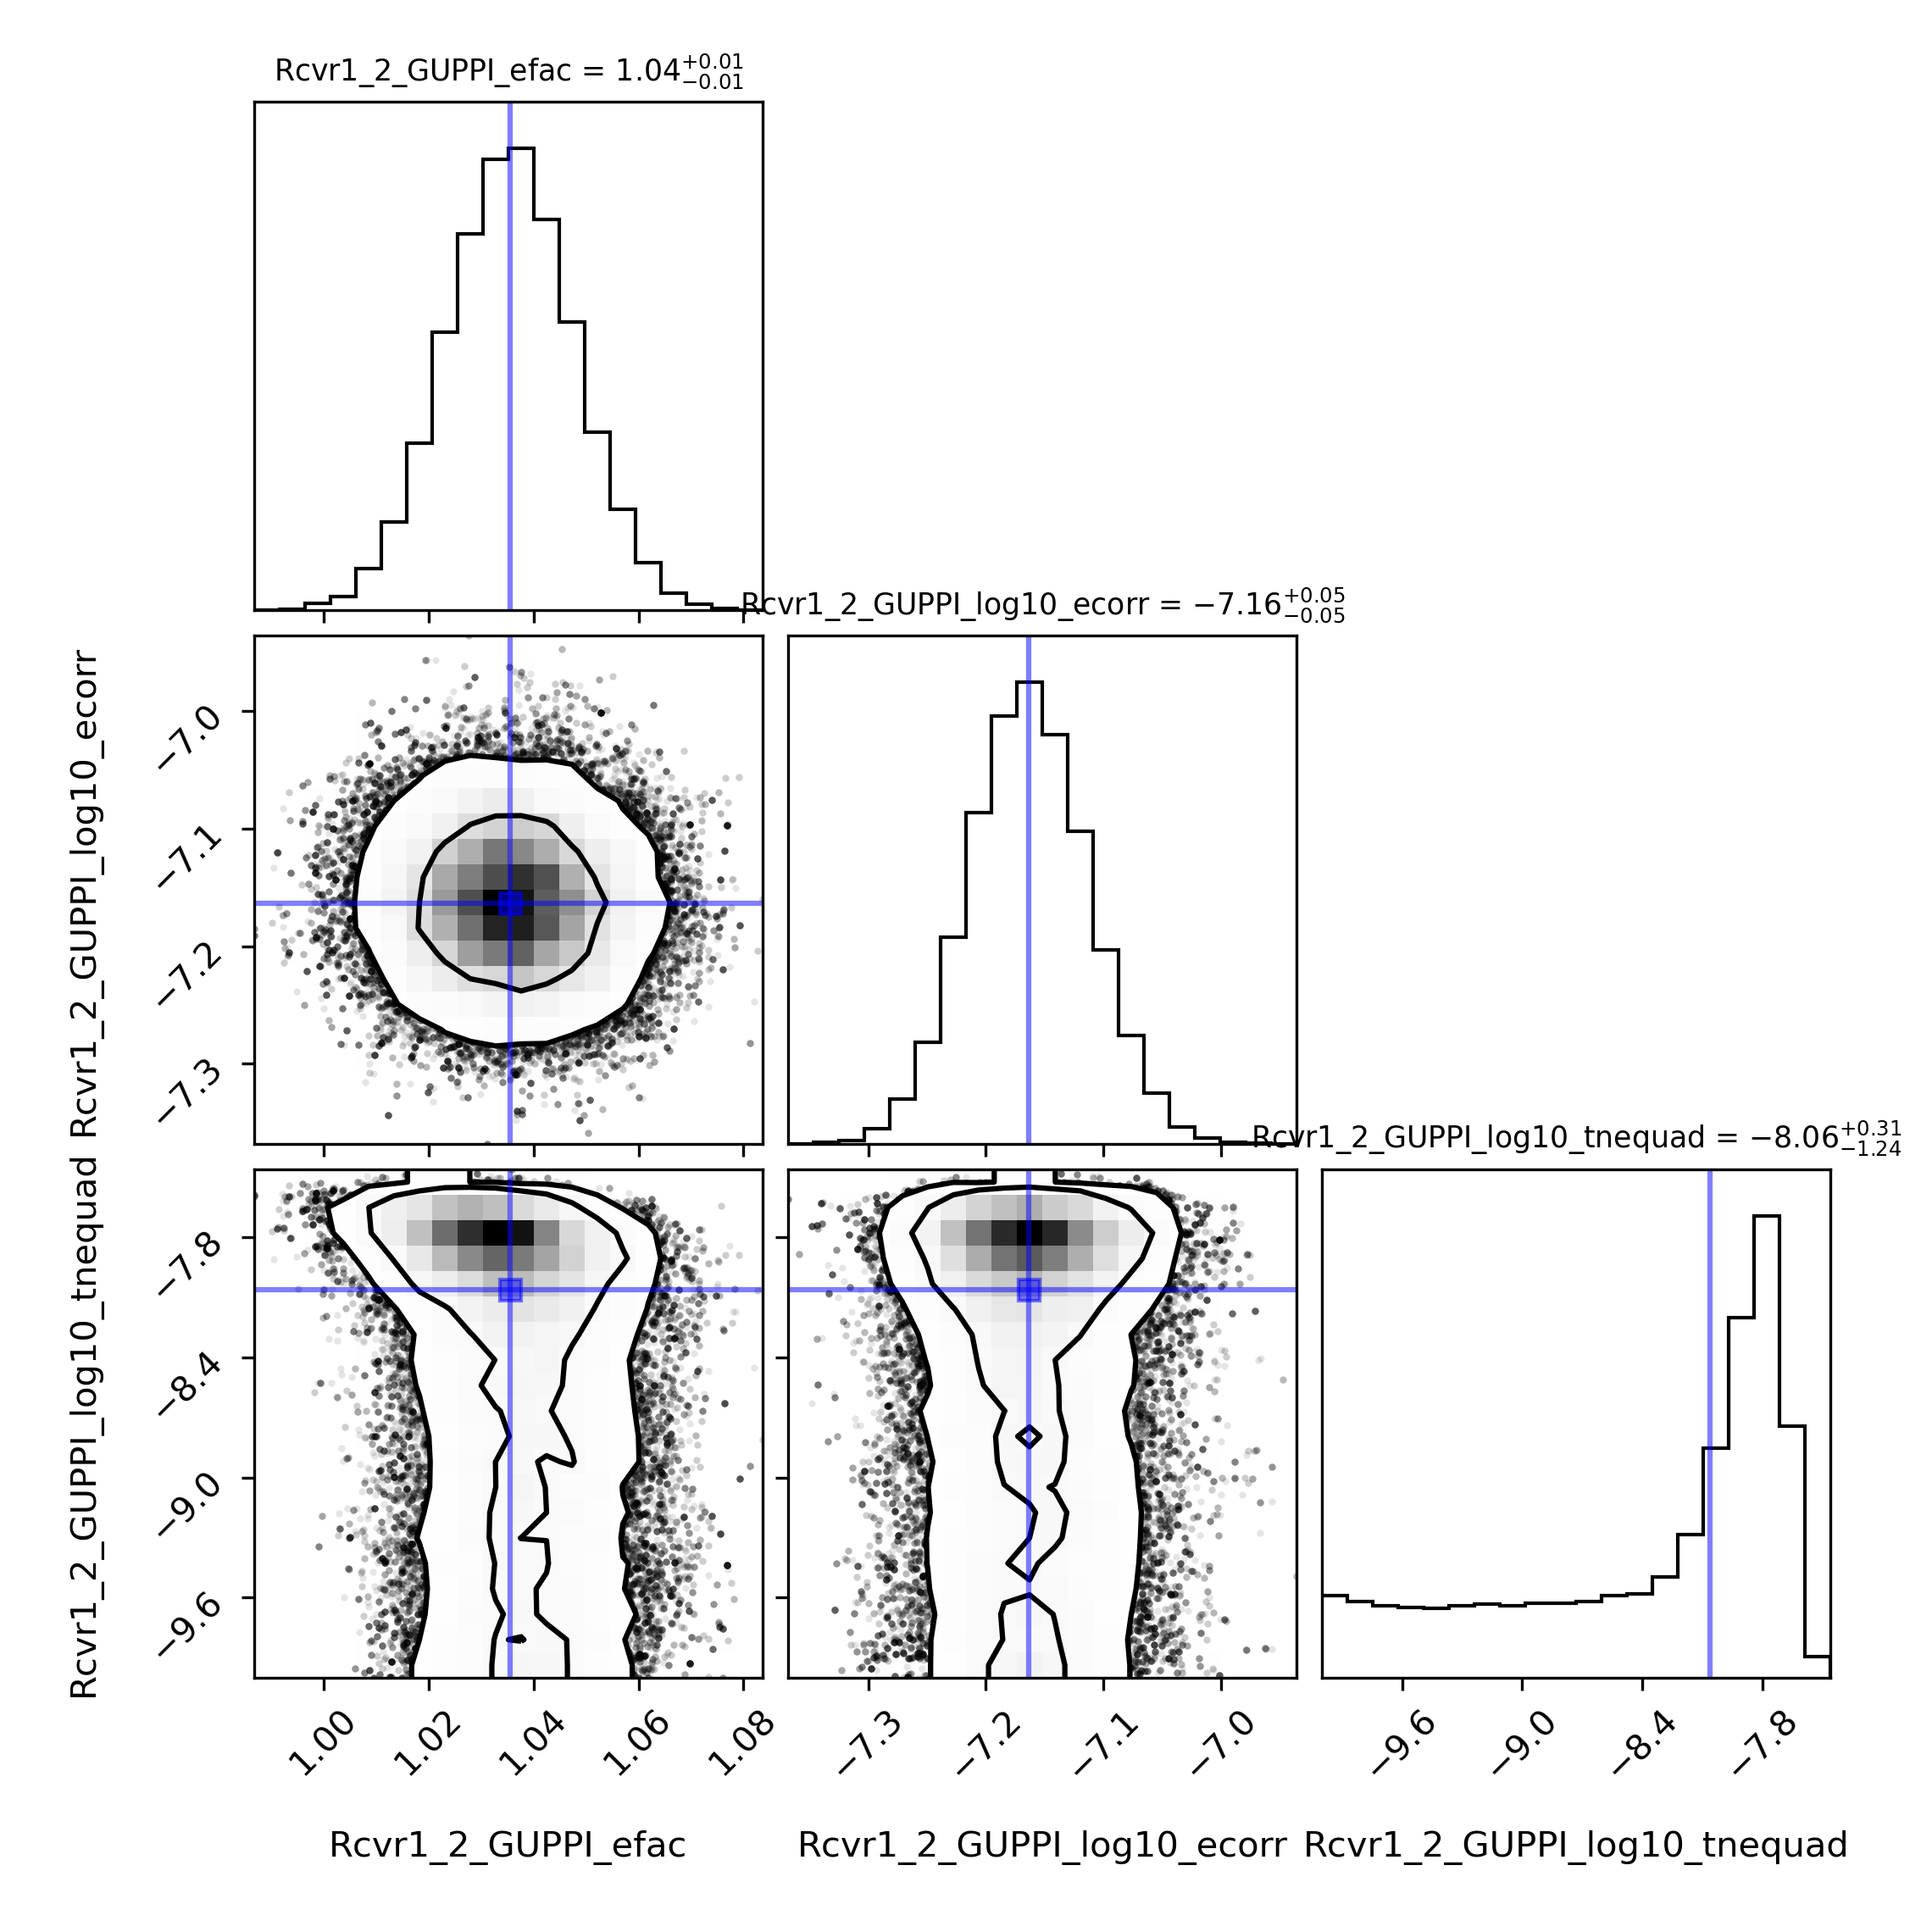 Rcvr1_2_GUPPI_efac = 1.04+0.01−0.01
Rcvr1_2_GUPPI_log10_ecorr
−7.0
−7.1
−7.2
−7.3
Rcvr1_2_GUPPI_log10_ecorr = −7.16+0.05−0.05
Rcvr1_2_GUPPI_log10_tnequad
−7.8
−8.4
−9.0
−9.6
Rcvr1_2_GUPPI_log10_tnequad = −8.06+0.31−1.24
1.00 1.02 1.04 1.06 1.08
−7.3 −7.2 −7.1 −7.0
−9.6 −9.0 −8.4 −7.8
Rcvr1_2_GUPPI_efac
Rcvr1_2_GUPPI_log10_ecorr
Rcvr1_2_GUPPI_log10_tnequad